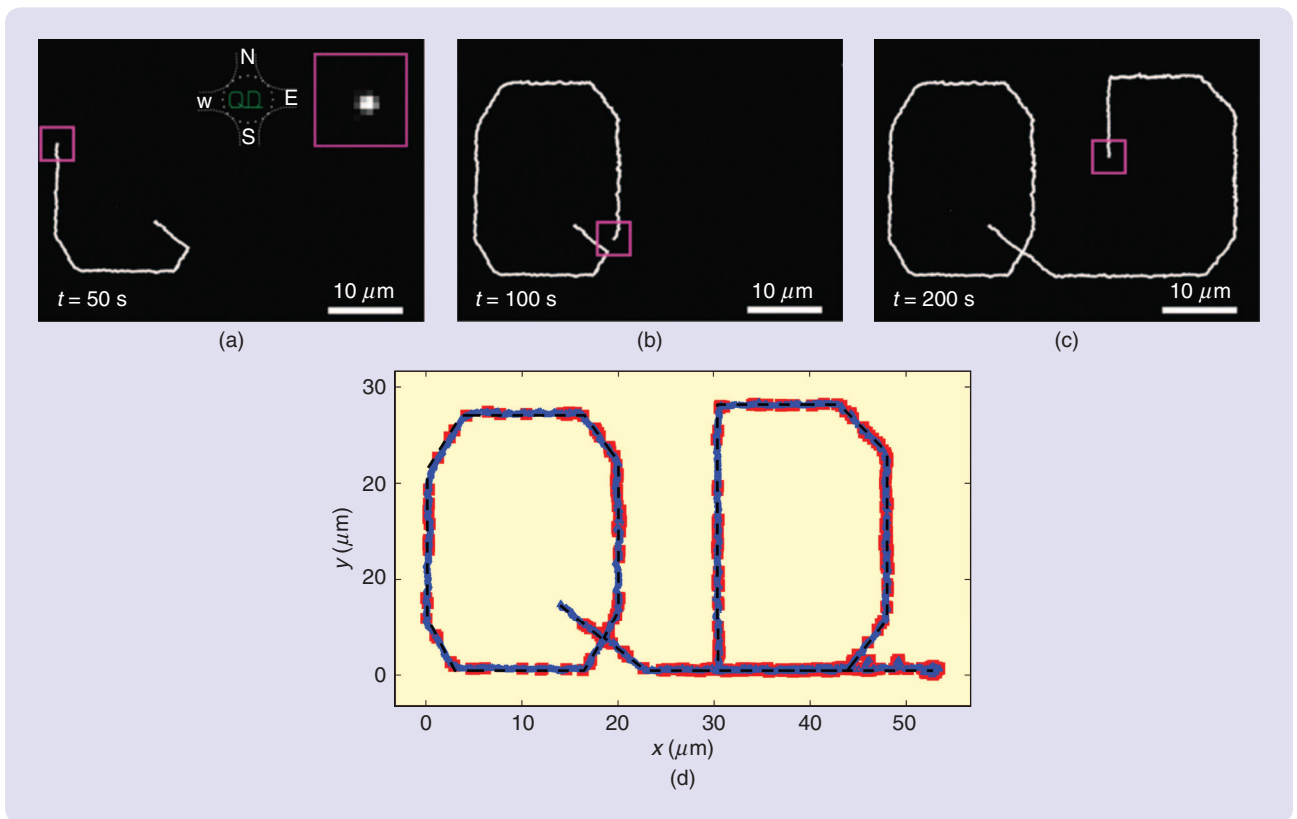 N
w QD E
S
t = 50 s
10 μm
(a)
t = 100 s
10 μm
(b)
t = 200 s
10 μm
(c)
30
20
20
0
y (μm)
0 10 20 30 40 50
x (μm)
(d)